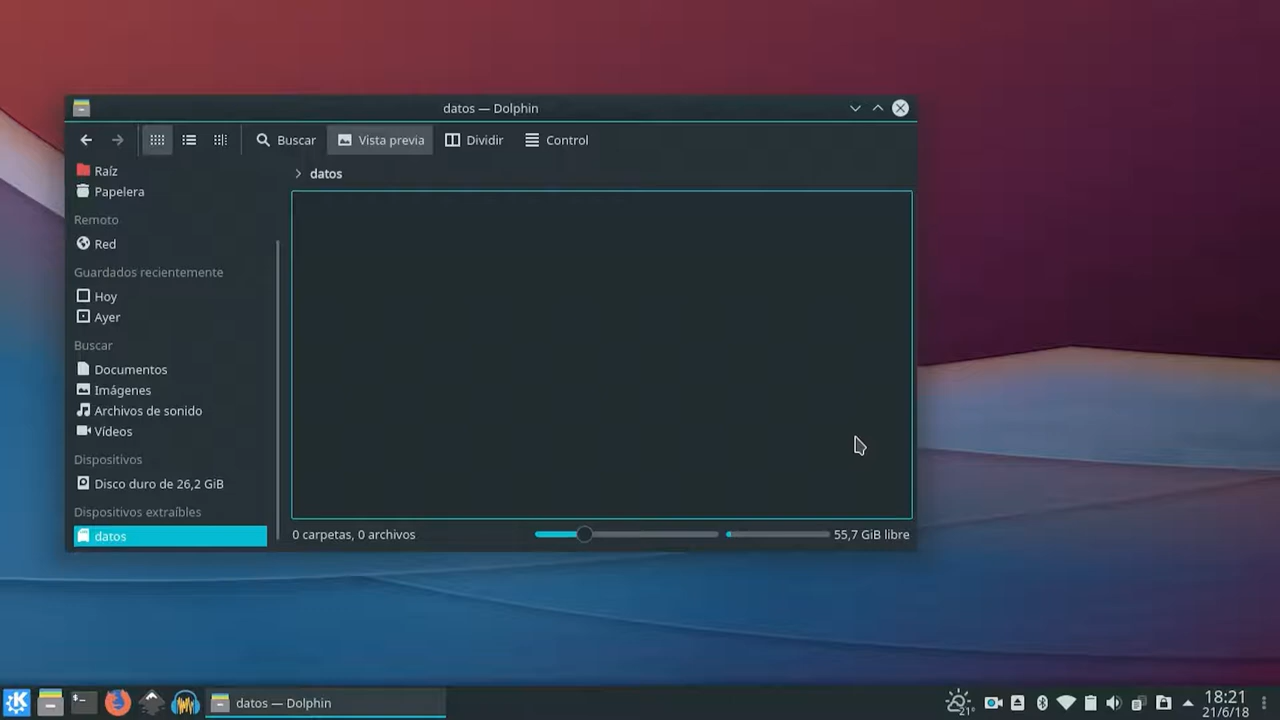 datos — Dolphin
Buscar
Vista previa
Dividir
Control
Raíz
Papelera
Remoto
Red
Guardados recientemente
Hoy
Ayer
Buscar
Documentos
Imágenes
Archivos de sonido
Vídeos
Dispositivos
Disco duro de 26,2 GiB
Dispositivos extraíbles
datos
datos
0 carpetas, 0 archivos
55,7 GiB libre
datos — Dolphin
21°
18:21
21/6/18